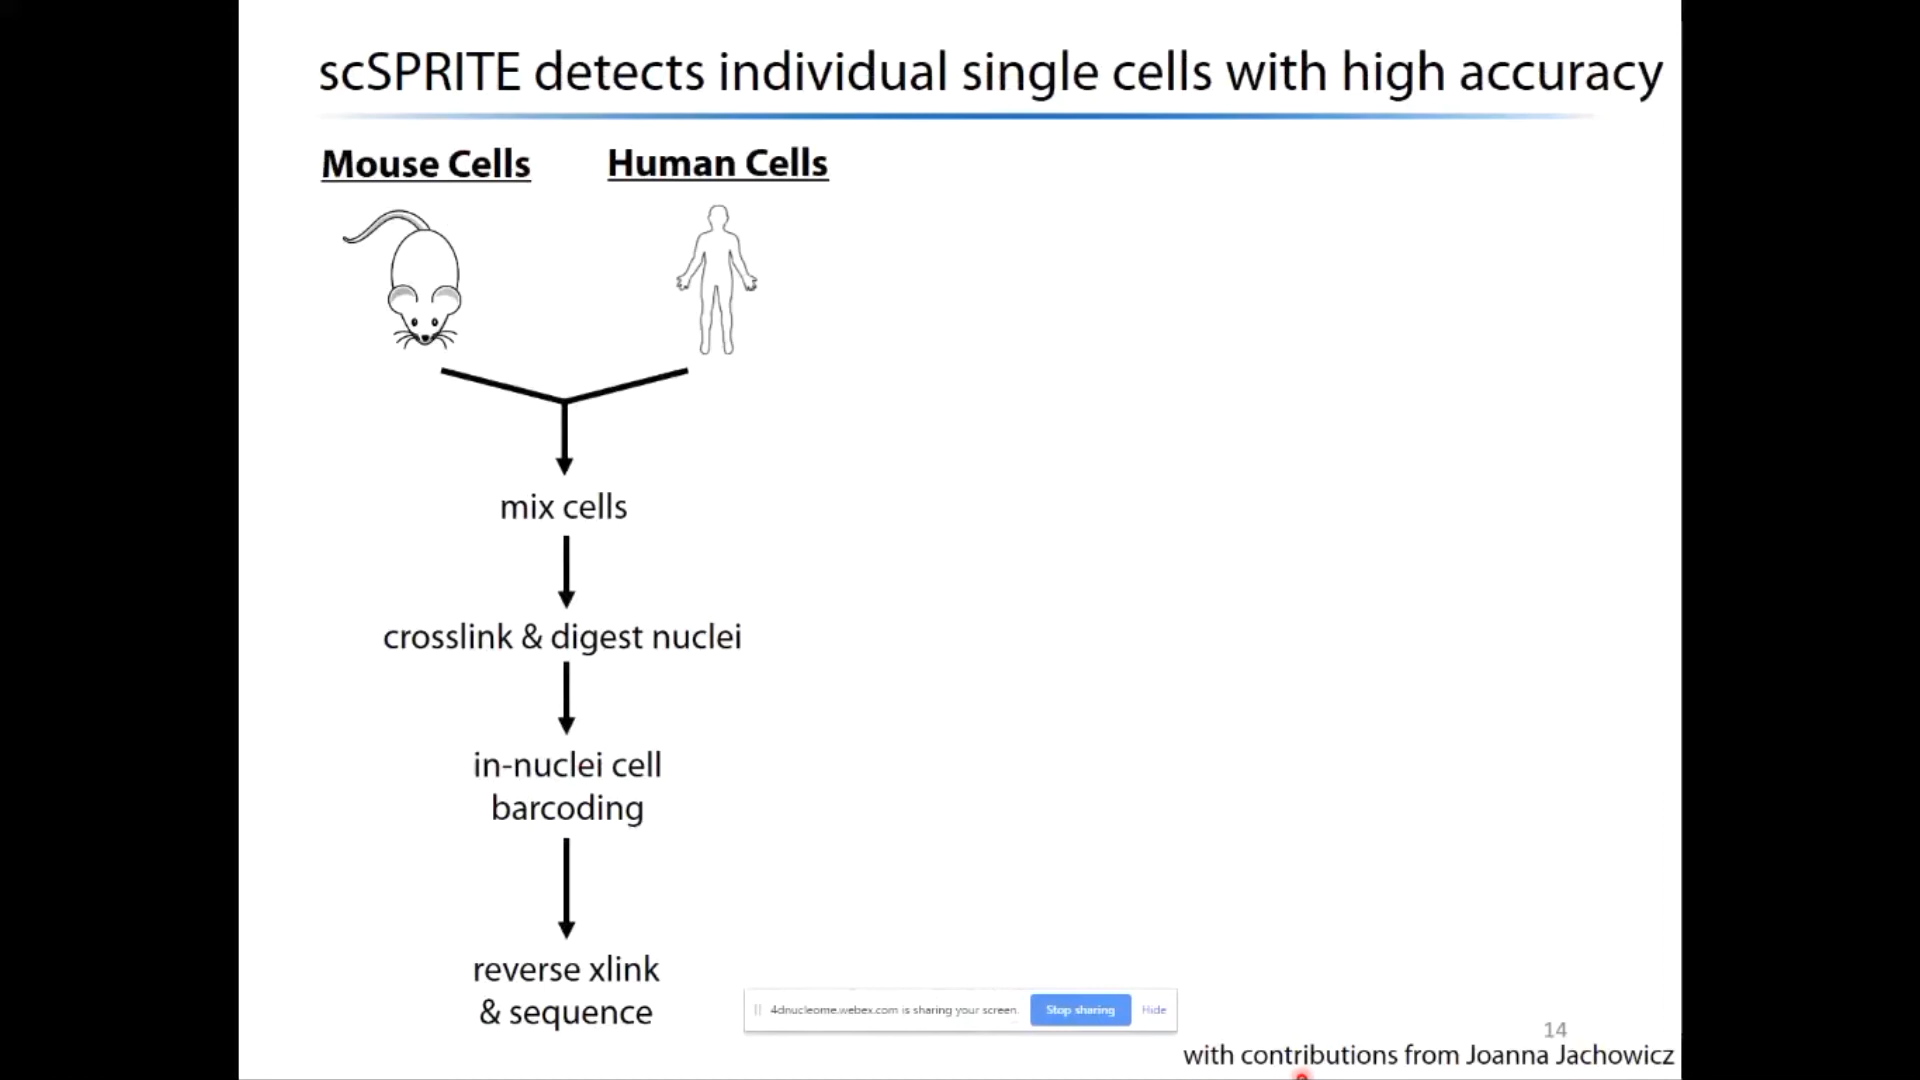 scSPRITE detects individual single cells with high accuracy
Mouse Cells
Human Cells
mix cells
crosslink & digest nuclei
in-nuclei cell
barcoding
reverse xlink
& sequence
4dnucleome.webex.com is sharing your screen.
Stop sharing
Hide
14
with contributions from Joanna Jachowicz